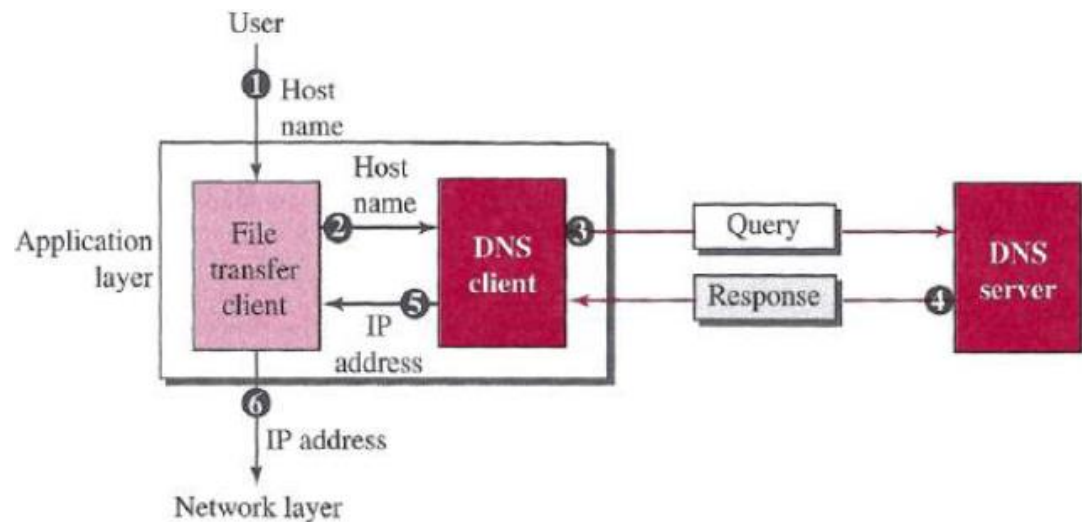 User
1
Host
name
Application
layer
File
transfer
client
Host
name
2
DNS
client
3
Query
DNS
server
Response
4
5
IP
address
6
IP address
Network layer